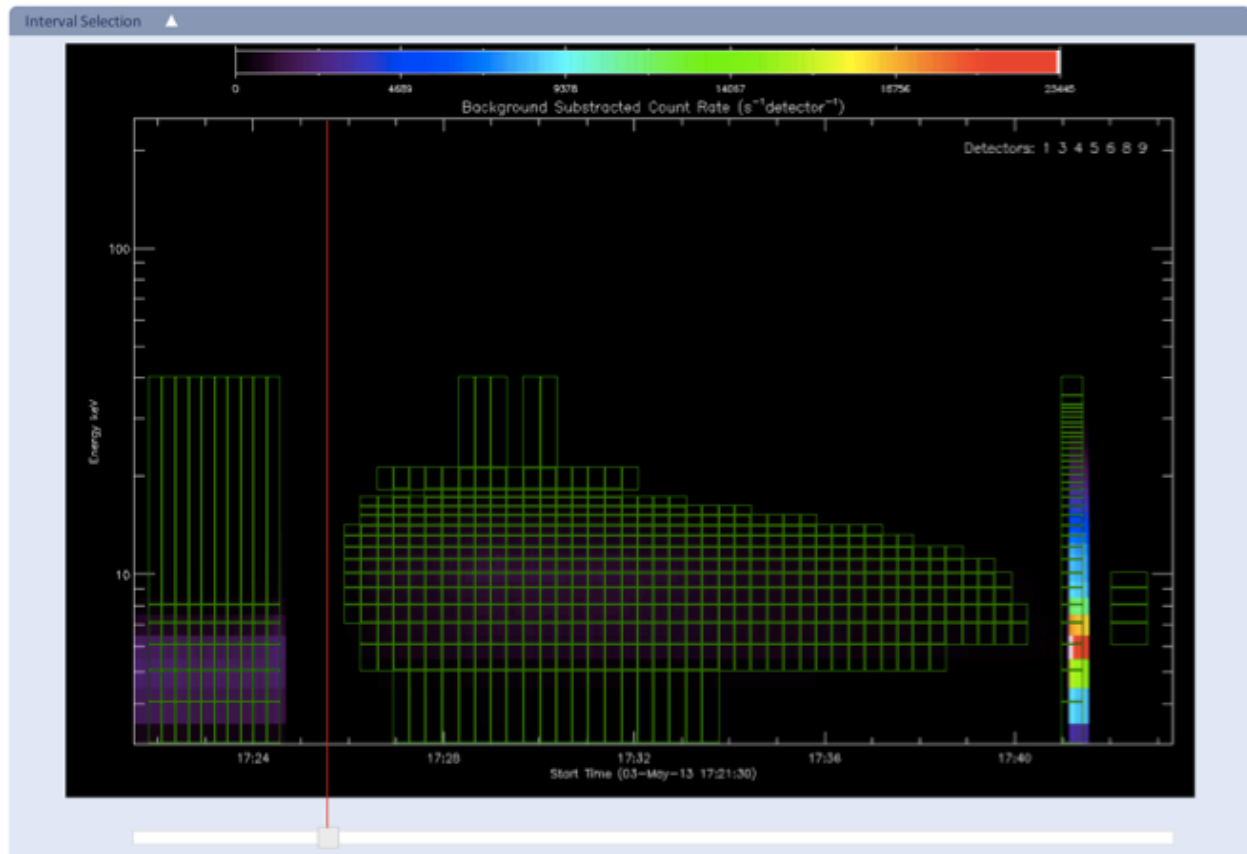 Interval Selection
0 4689 9378 14067 18756 23445
Background Substracted Count Rate (s⁻¹detector⁻¹)
Detectors: 1 3 4 5 6 8 9
100
Energy keV
10
17:24 17:28 17:32 17:36 17:40
Start Time (03-May-13 17:21:30)